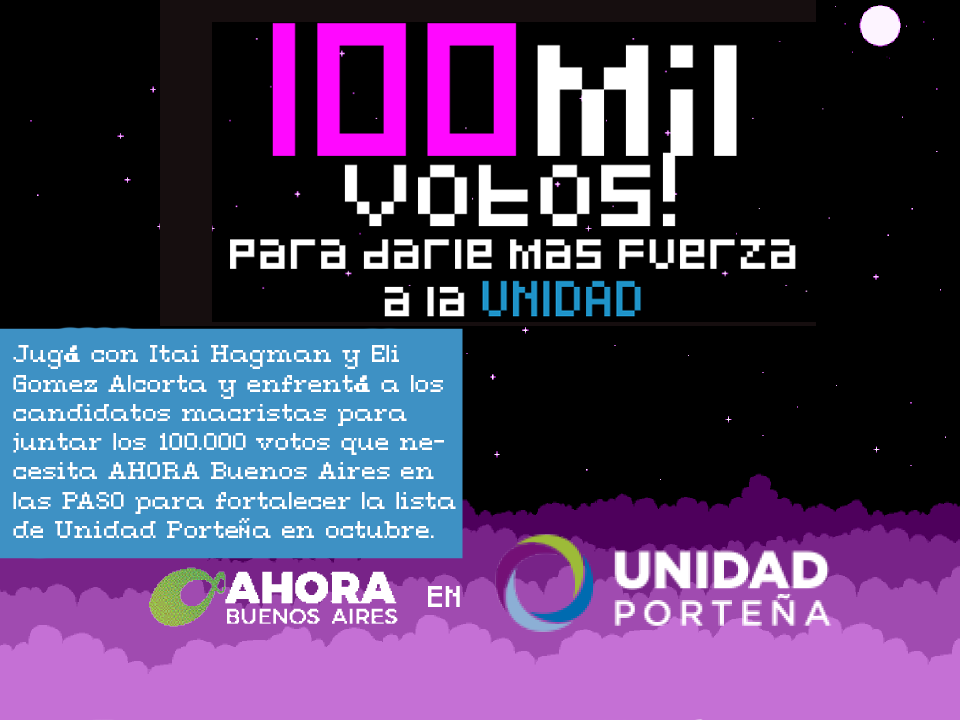 100Mil
votos!
para darle mas fuerza
a la UNIDAD
Jugá con Itai Hagman y Eli
Gomez Alcorta y enfrentá a los
candidatos macristas para
juntar los 100.000 votos que ne-
cesita AHORA Buenos Aires en
las PASO para fortalecer la lista
de Unidad Porteña en octubre.
AHORA
BUENOS AIRES
EN
UNIDAD
PORTEÑA